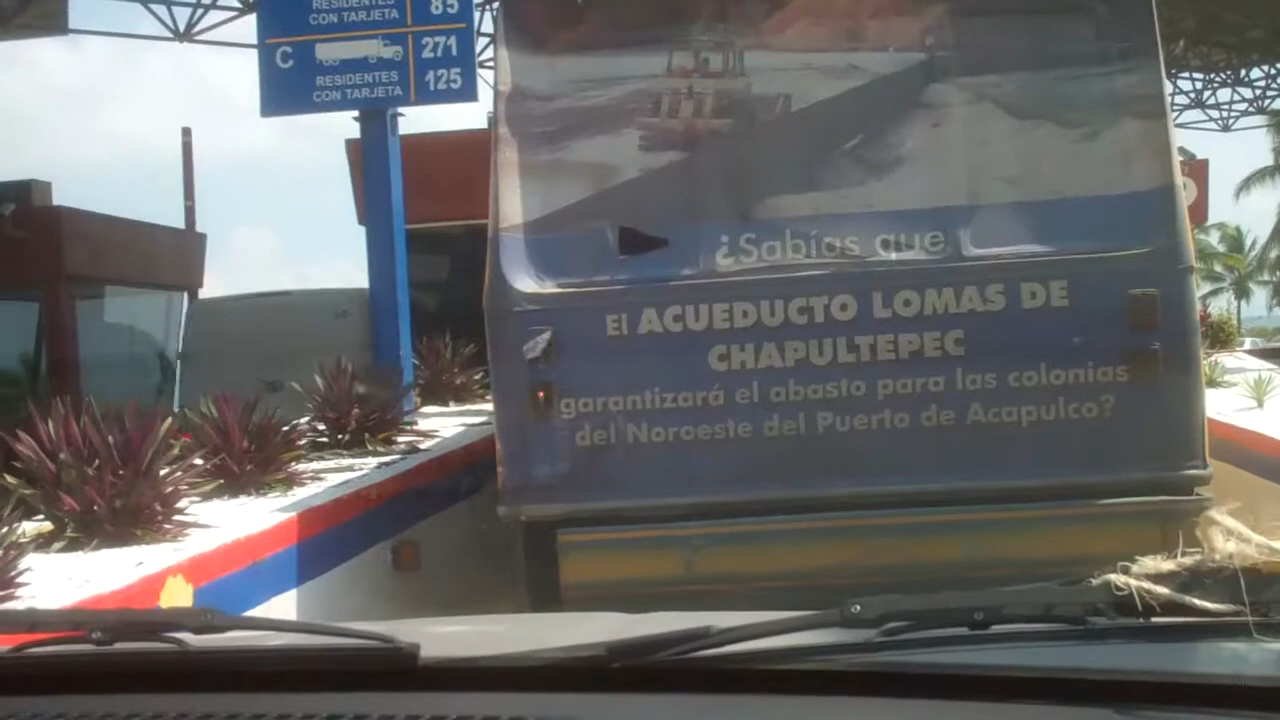 RESIDENTES 85
CON TARJETA
C 271
RESIDENTES 125
CON TARJETA
¿Sabías que
El ACUEDUCTO LOMAS DE
CHAPULTEPEC
garantizará el abasto para las colonias
del Noroeste del Puerto de Acapulco?